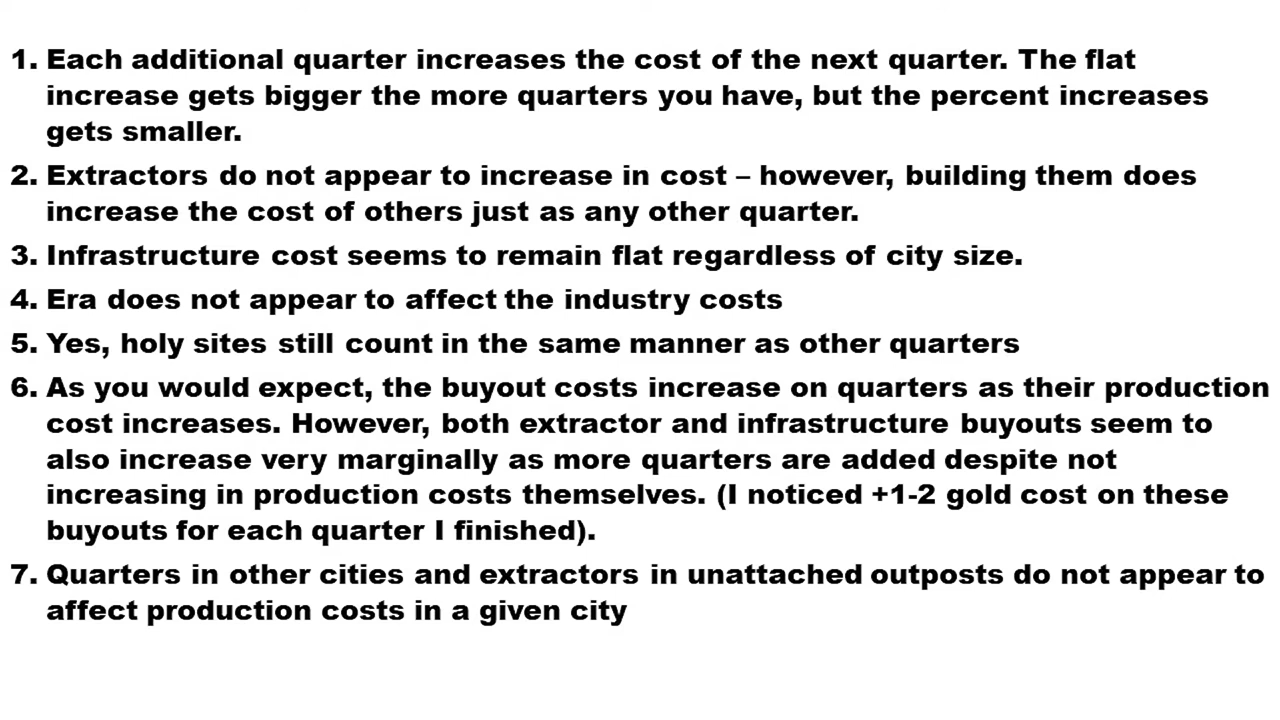 1. Each additional quarter increases the cost of the next quarter. The flat
increase gets bigger the more quarters you have, but the percent increases
gets smaller.
2. Extractors do not appear to increase in cost – however, building them does
increase the cost of others just as any other quarter.
3. Infrastructure cost seems to remain flat regardless of city size.
4. Era does not appear to affect the industry costs
5. Yes, holy sites still count in the same manner as other quarters
6. As you would expect, the buyout costs increase on quarters as their production
cost increases. However, both extractor and infrastructure buyouts seem to
also increase very marginally as more quarters are added despite not
increasing in production costs themselves. (I noticed +1-2 gold cost on these
buyouts for each quarter I finished).
7. Quarters in other cities and extractors in unattached outposts do not appear to
affect production costs in a given city